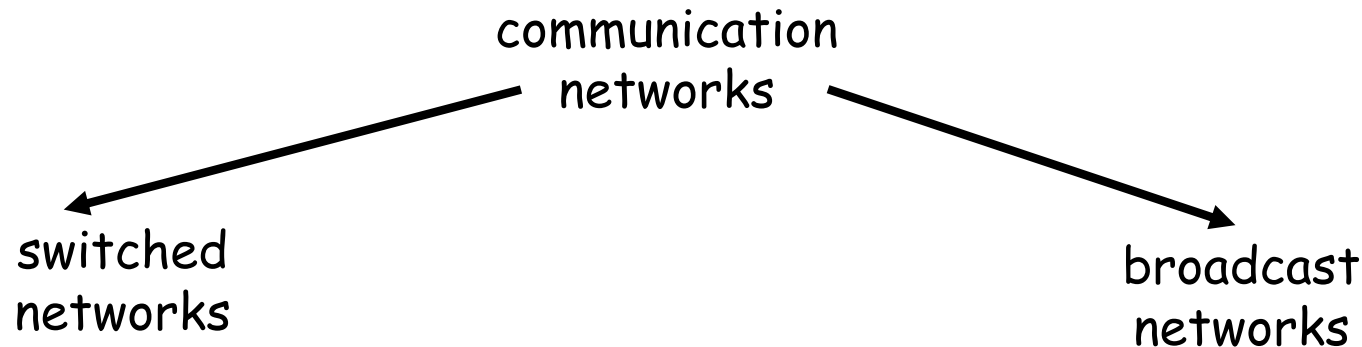 communication
networks
switched
networks
broadcast
networks